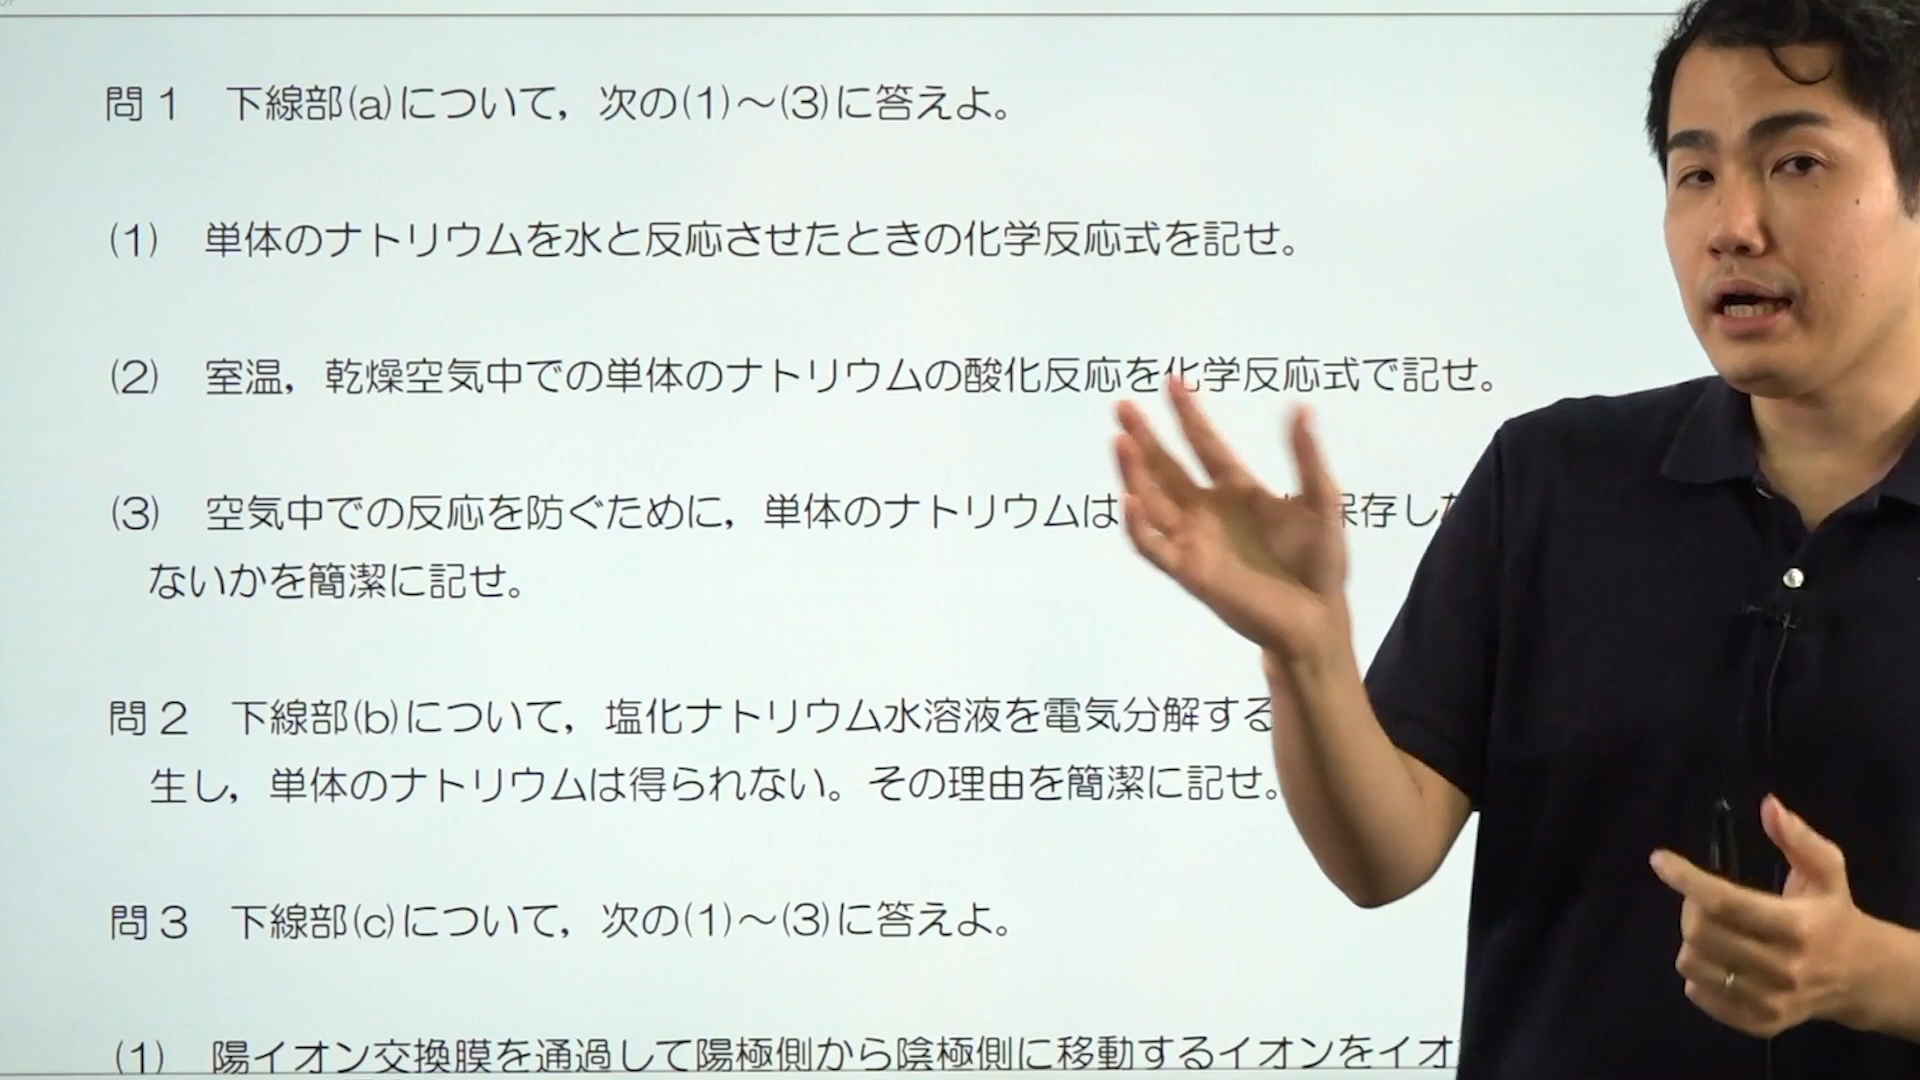 問1 下線部(a)について，次の(1)～(3)に答えよ。
(1) 単体のナトリウムを水と反応させたときの化学反応式を記せ。
(2) 室温，乾燥空気中での単体のナトリウムの酸化反応を化学反応式で記せ。
(3) 空気中での反応を防ぐために，単体のナトリウムは 保存し
ないかを簡潔に記せ。
問2 下線部(b)について，塩化ナトリウム水溶液を電気分解する
生し，単体のナトリウムは得られない。その理由を簡潔に記せ。
問3 下線部(c)について，次の(1)～(3)に答えよ。
(1) 陽イオン交換膜を通過して陽極側から陰極側に移動するイオンをイオ